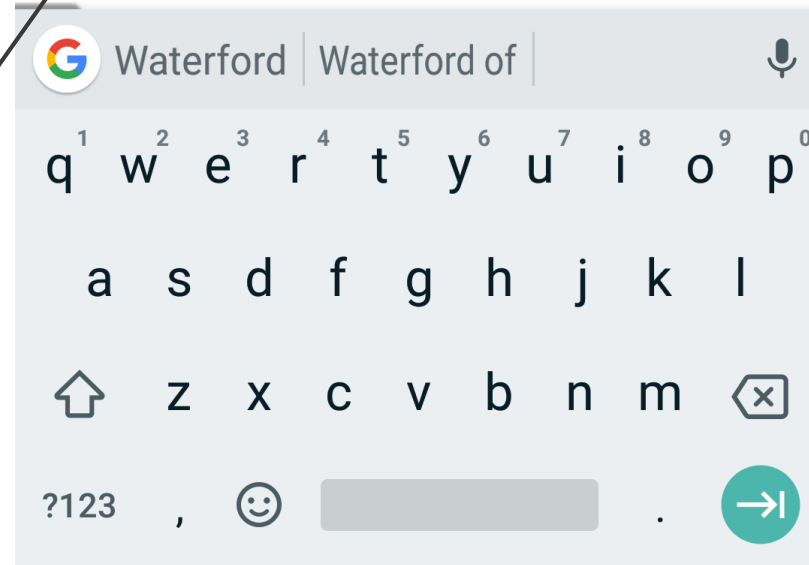 Waterford Waterford of
1 2 3 4 5 6 7 8 9 0
q w e r t y u i o p
a s d f g h j k l
z x c v b n m
?123 , .